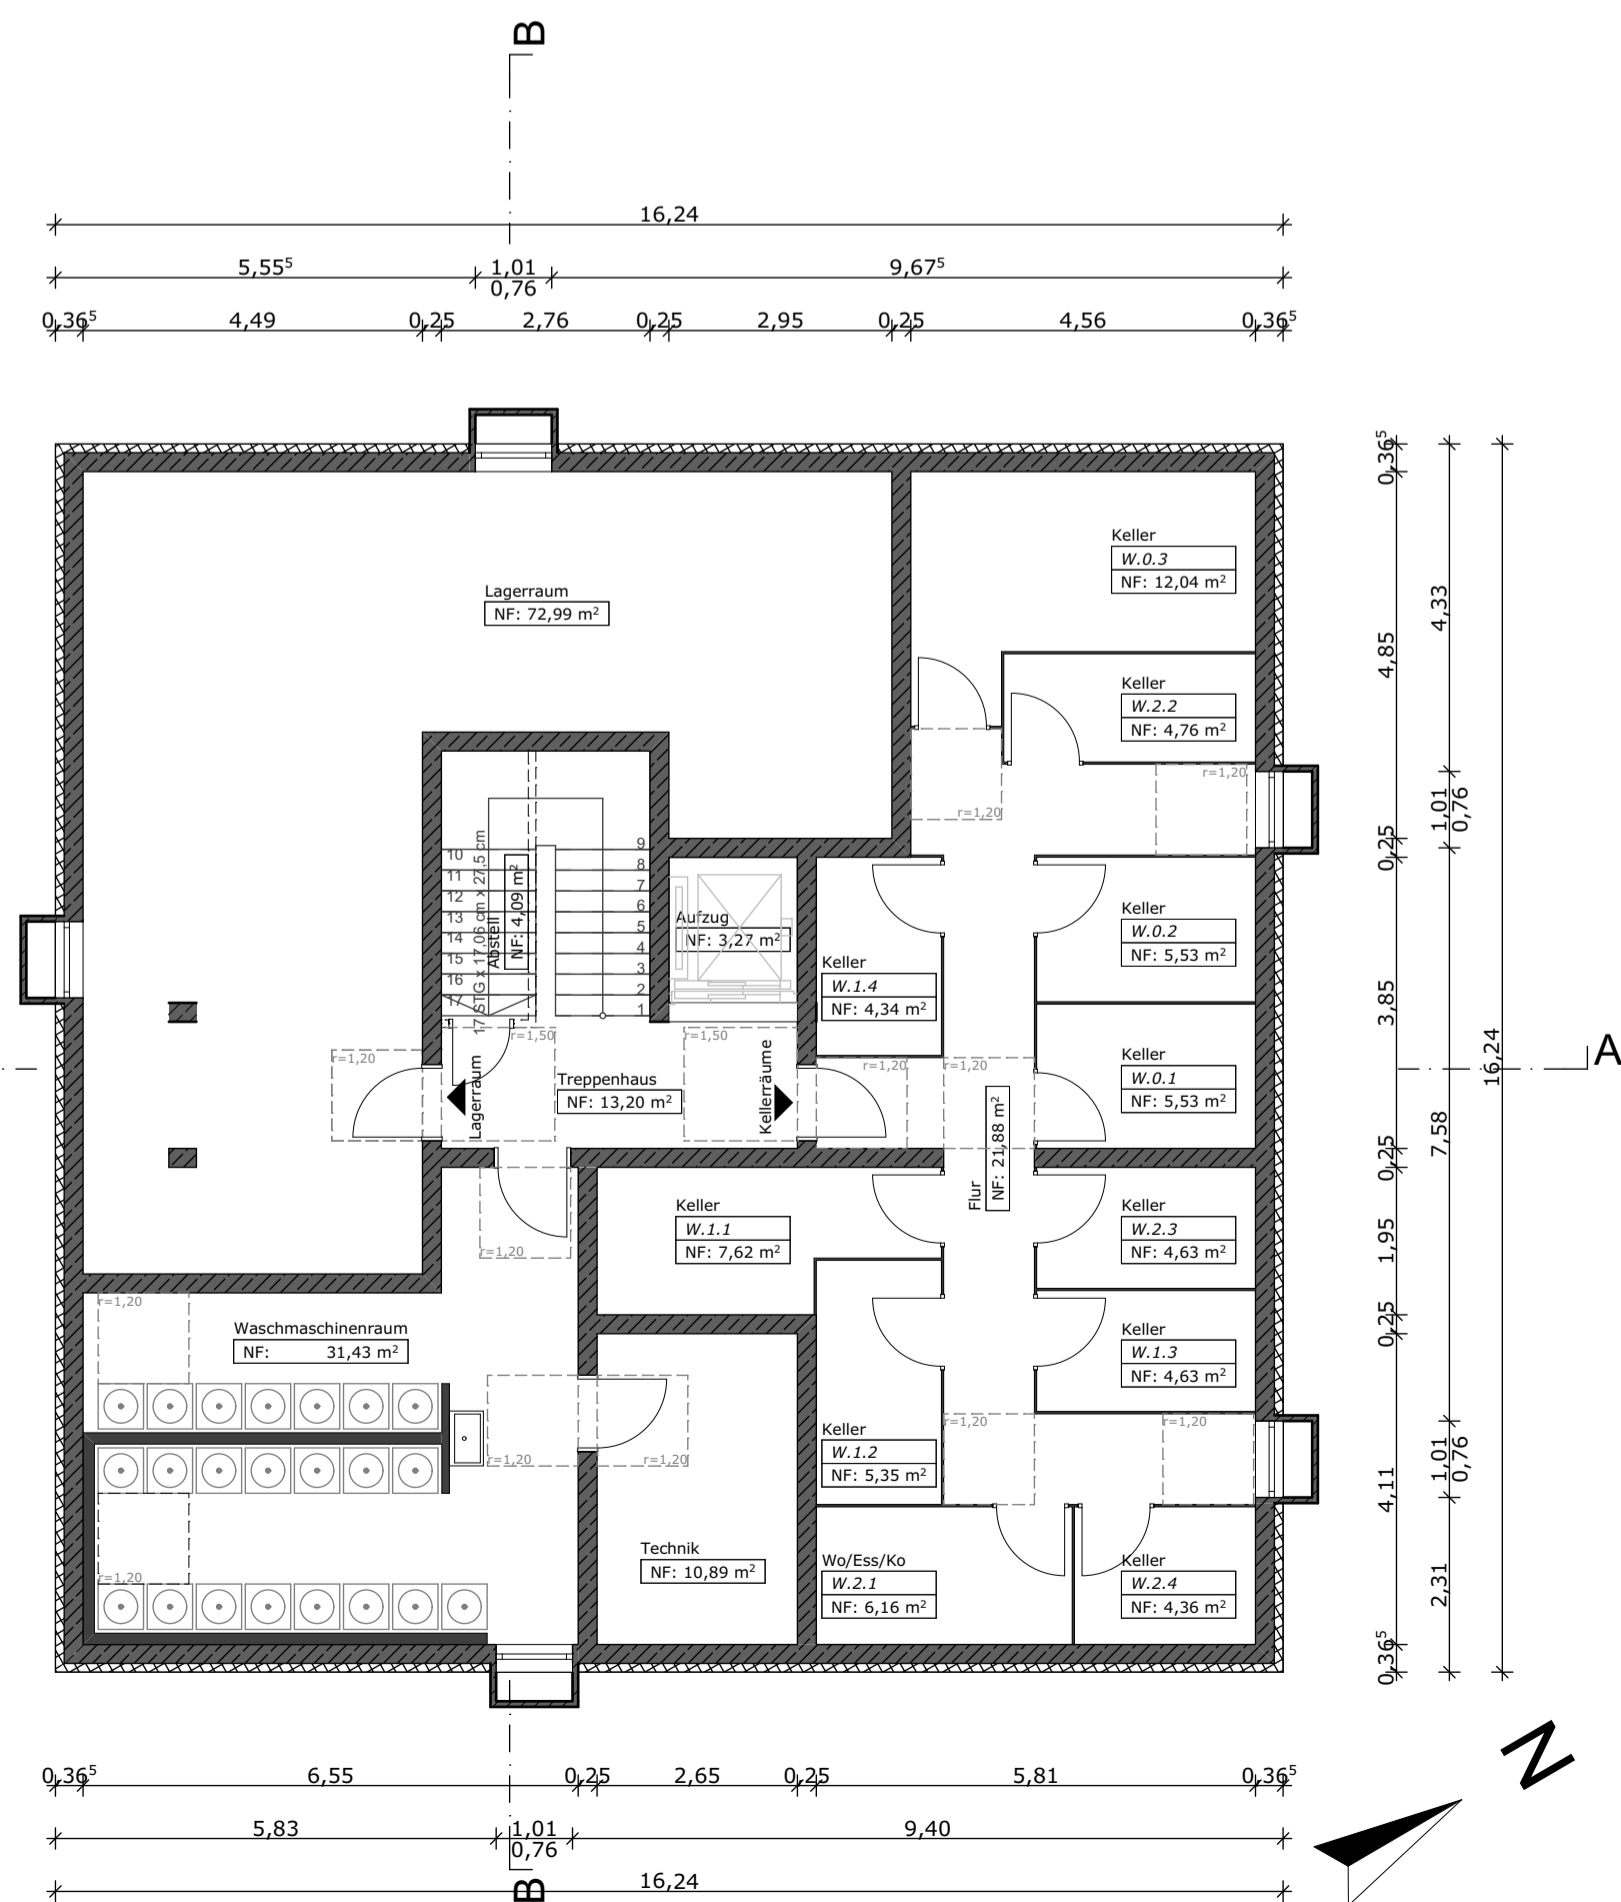 B
16,24
5,55⁵ 1,01 9,67⁵
0,76
0,36⁵ 4,49 0,25 2,76 0,25 2,95 0,25 4,56 0,36⁵
Lagerraum
NF: 72,99 m²
Keller
W.0.3
NF: 12,04 m²
Keller
W.2.2
NF: 4,76 m²
r=1,20
r=1,20
10
11
12
13
14
15
16
17
17 STG x 17,06 cm x 27,5 cm
Abstell
NF: 4,09 m²
9
8
7
6
5
4
3
2
1
Aufzug
NF: 3,27 m²
Keller
W.1.4
NF: 4,34 m²
Keller
W.0.2
NF: 5,53 m²
Keller
W.0.1
NF: 5,53 m²
r=1,20
r=1,50
r=1,50
r=1,20
r=1,20
Lagerraum
Treppenhaus
NF: 13,20 m²
Kellerräume
Flur
NF: 21,88 m²
r=1,20
Keller
W.1.1
NF: 7,62 m²
Keller
W.2.3
NF: 4,63 m²
r=1,20
Waschmaschinenraum
NF: 31,43 m²
Keller
W.1.3
NF: 4,63 m²
r=1,20
r=1,20
r=1,20
r=1,20
Keller
W.1.2
NF: 5,35 m²
Technik
NF: 10,89 m²
Wo/Ess/Ko
W.2.1
NF: 6,16 m²
Keller
W.2.4
NF: 4,36 m²
r=1,20
0,36⁵
4,85
0,25
3,85
0,25
1,95
0,25
4,11
0,36⁵
4,33
1,01
0,76
7,58
1,01
0,76
2,31
16,24
A
N
0,36⁵ 6,55 0,25 2,65 0,25 5,81 0,36⁵
5,83 1,01 9,40
0,76
16,24
B